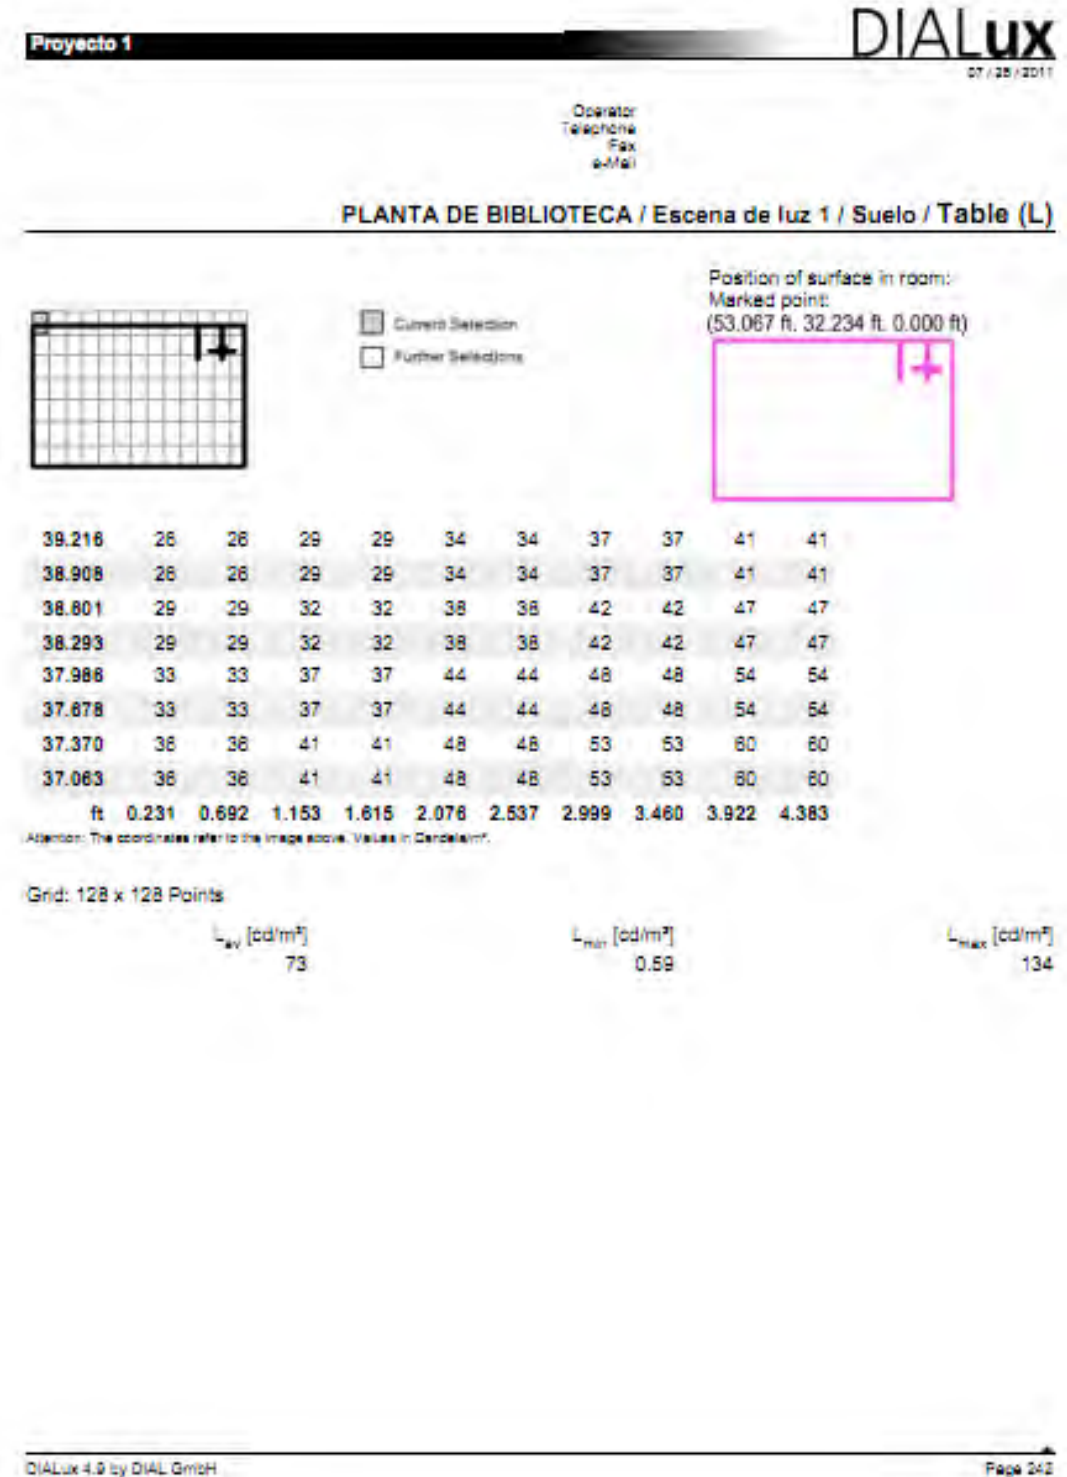 DIALux
Proyecto 1
07 / 28 / 2011
Operator
Telephone
Fax
e-Mail
PLANTA DE BIBLIOTECA / Escena de luz 1 / Suelo / Table (L)
Position of surface in room:
Marked point:
(53.067 ft, 32.234 ft, 0.000 ft)
Current Selection
Further Selections
39.216 26 26 29 29 34 34 37 37 41 41
38.908 26 26 29 29 34 34 37 37 41 41
38.601 29 29 32 32 38 38 42 42 47 47
38.293 29 29 32 32 38 38 42 42 47 47
37.986 33 33 37 37 44 44 48 48 54 54
37.678 33 33 37 37 44 44 48 48 54 54
37.370 36 36 41 41 48 48 53 53 60 60
37.063 36 36 41 41 48 48 53 53 60 60
ft 0.231 0.692 1.153 1.615 2.076 2.537 2.999 3.460 3.922 4.383
Attention: The coordinates refer to the image above. Values in Candela/m².
Grid: 128 x 128 Points
Lav [cd/m²] Lmin [cd/m²] Lmax [cd/m²]
73 0.59 134
DIALux 4.9 by DIAL GmbH Page 242